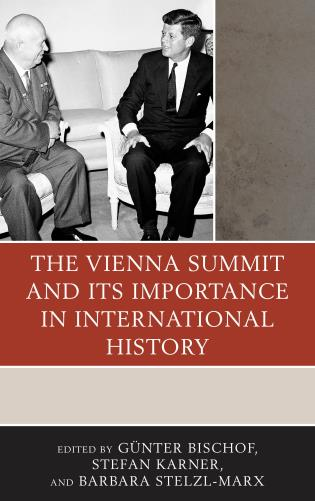 THE VIENNA SUMMIT
AND ITS IMPORTANCE
IN INTERNATIONAL
HISTORY
EDITED BY GÜNTER BISCHOF,
STEFAN KARNER,
AND BARBARA STELZL-MARX